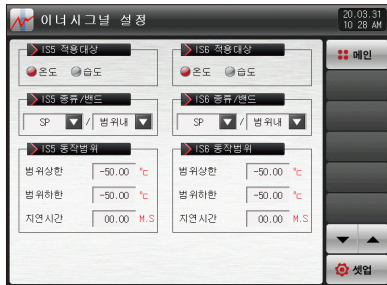 이너시그널 설정
20.03.31
10 28 AM
IS5 적용대상
온도 습도
IS5 종류/밴드
SP / 범위내
IS5 동작범위
범위상한 -50.00 ℃
범위하한 -50.00 ℃
지연시간 00.00 M.S
IS6 적용대상
온도 습도
IS6 종류/밴드
SP / 범위내
IS6 동작범위
범위상한 -50.00 ℃
범위하한 -50.00 ℃
지연시간 00.00 M.S
메인
셋업